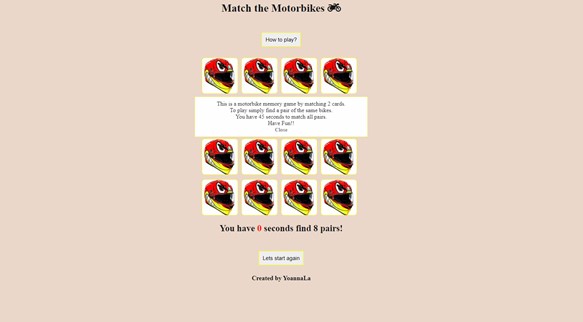 Match the Motorbikes
How to play?
This is a motorbike memory game by matching 2 cards.
To play simply find a pair of the same bikes.
You have 45 seconds to match all pairs.
Have Fun!!
Close
You have 0 seconds find 8 pairs!
Lets start again
Created by YoannaLa